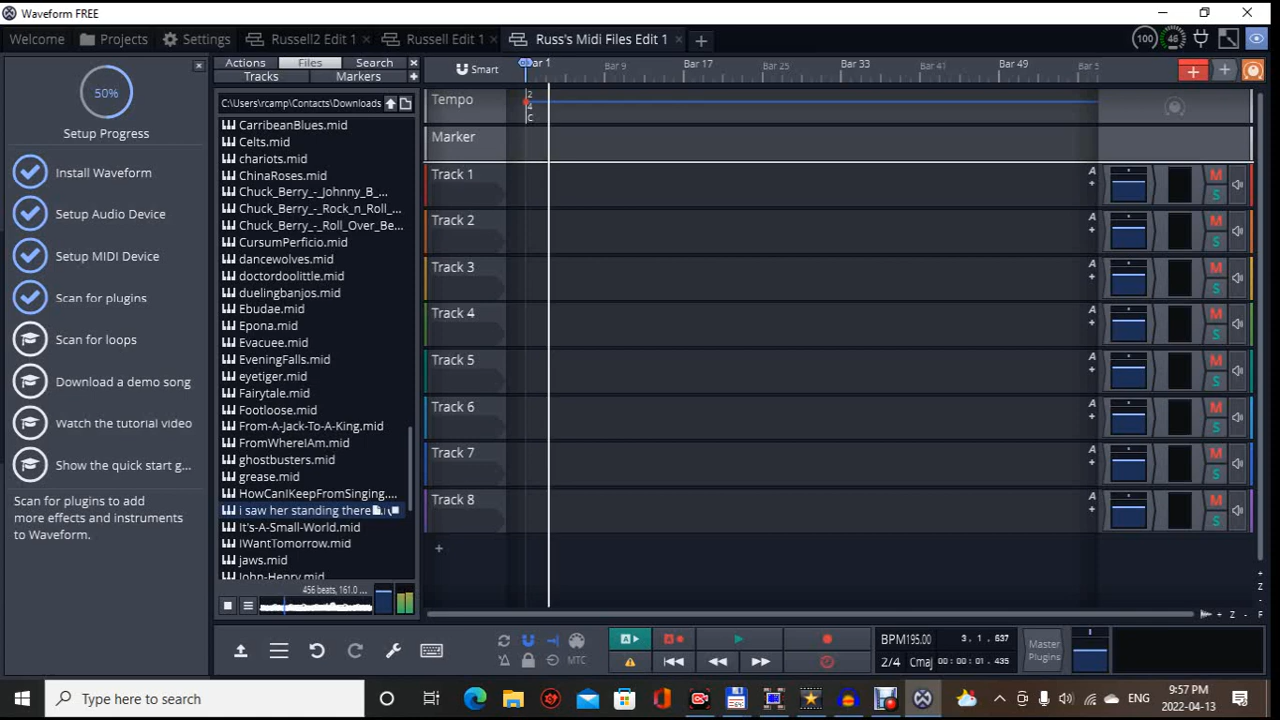 Waveform FREE
Welcome
Projects
Settings
Russell2 Edit 1 ×
Russell Edit 1 ×
Russ's Midi Files Edit 1 ×
+
100
46
50%
Setup Progress
Install Waveform
Setup Audio Device
Setup MIDI Device
Scan for plugins
Scan for loops
Download a demo song
Watch the tutorial video
Show the quick start g...
Scan for plugins to add
more effects and instruments
to Waveform.
Actions
Files
Search
Tracks
Markers
C:\Users\rcamp\Contacts\Downloads
CarribeanBlues.mid
Celts.mid
chariots.mid
ChinaRoses.mid
Chuck_Berry_-_Johnny_B_...
Chuck_Berry_-_Rock_n_Roll_...
Chuck_Berry_-_Roll_Over_Be...
CursumPerficio.mid
dancewolves.mid
doctordoolittle.mid
duelingbanjos.mid
Ebudae.mid
Epona.mid
Evacuee.mid
EveningFalls.mid
eyetiger.mid
Fairytale.mid
Footloose.mid
From-A-Jack-To-A-King.mid
FromWhereIAm.mid
ghostbusters.mid
grease.mid
HowCanIKeepFromSinging....
i saw her standing there
It's-A-Small-World.mid
IWantTomorrow.mid
jaws.mid
John-Henry.mid
456 beats, 161.0 ...
Smart
Bar 1
Bar 9
Bar 17
Bar 25
Bar 33
Bar 41
Bar 49
Bar 5
Tempo
2
4
C
Marker
Track 1
A
M
S
Track 2
A
M
S
Track 3
A
M
S
Track 4
A
M
S
Track 5
A
M
S
Track 6
A
M
S
Track 7
A
M
S
Track 8
A
M
S
+
+
Z
-
+ Z - F
MTC
A
A
BPM195.00
3. 1. 637
2/4
Cmaj
00 : 00 : 01 . 435
Master
Plugins
Type here to search
ENG
9:57 PM
2022-04-13